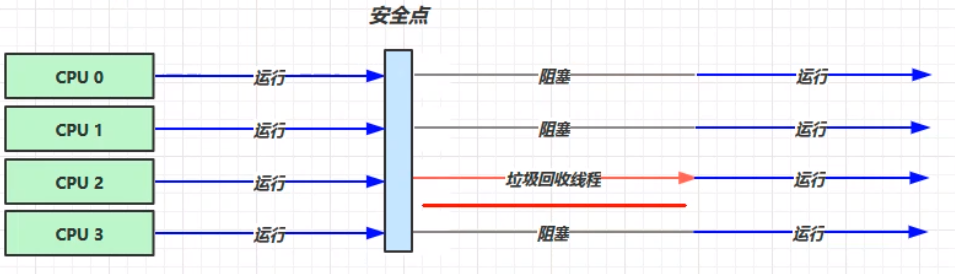 安全点
CPU 0 运行 阻塞 运行
CPU 1 运行 阻塞 运行
CPU 2 运行 垃圾回收线程 运行
CPU 3 运行 阻塞 运行